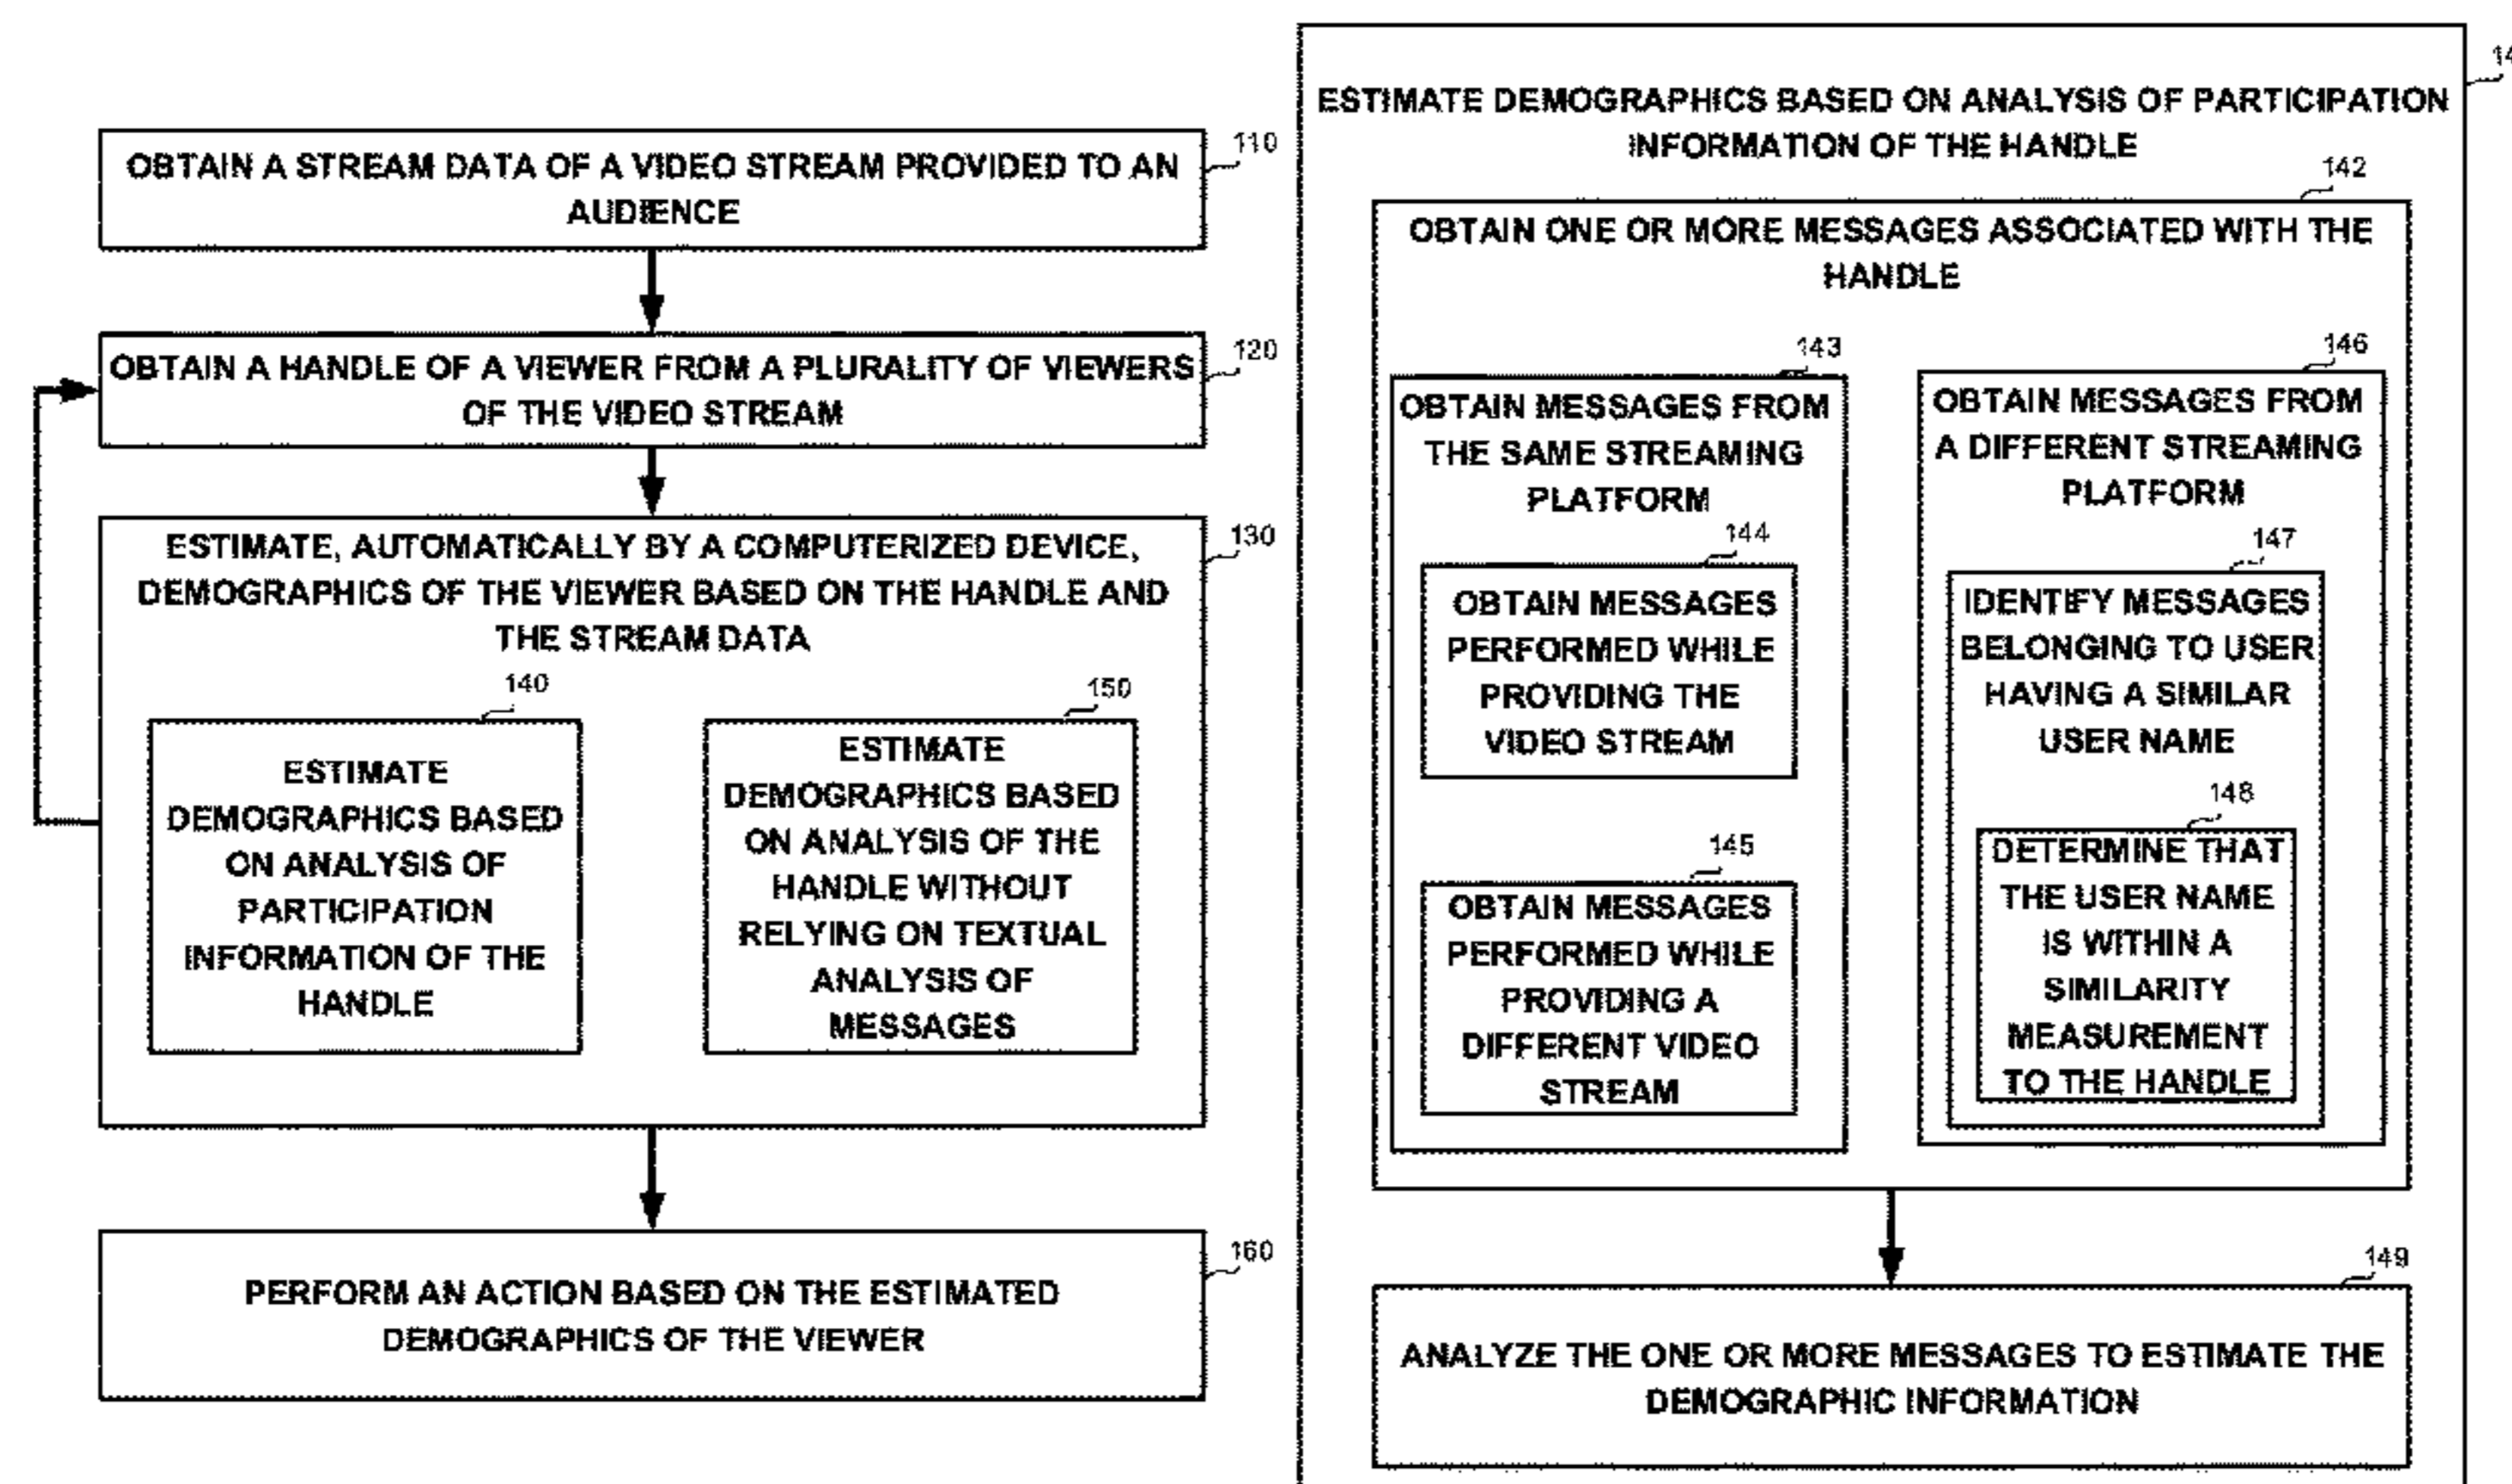 110
OBTAIN A STREAM DATA OF A VIDEO STREAM PROVIDED TO AN
AUDIENCE
120
OBTAIN A HANDLE OF A VIEWER FROM A PLURALITY OF VIEWERS
OF THE VIDEO STREAM
130
ESTIMATE, AUTOMATICALLY BY A COMPUTERIZED DEVICE,
DEMOGRAPHICS OF THE VIEWER BASED ON THE HANDLE AND
THE STREAM DATA
140
ESTIMATE
DEMOGRAPHICS BASED
ON ANALYSIS OF
PARTICIPATION
INFORMATION OF THE
HANDLE
150
ESTIMATE
DEMOGRAPHICS BASED
ON ANALYSIS OF THE
HANDLE WITHOUT
RELYING ON TEXTUAL
ANALYSIS OF
MESSAGES
160
PERFORM AN ACTION BASED ON THE ESTIMATED
DEMOGRAPHICS OF THE VIEWER
ESTIMATE DEMOGRAPHICS BASED ON ANALYSIS OF PARTICIPATION
INFORMATION OF THE HANDLE
142
OBTAIN ONE OR MORE MESSAGES ASSOCIATED WITH THE
HANDLE
143
OBTAIN MESSAGES FROM
THE SAME STREAMING
PLATFORM
144
OBTAIN MESSAGES
PERFORMED WHILE
PROVIDING THE
VIDEO STREAM
145
OBTAIN MESSAGES
PERFORMED WHILE
PROVIDING A
DIFFERENT VIDEO
STREAM
146
OBTAIN MESSAGES FROM
A DIFFERENT STREAMING
PLATFORM
147
IDENTIFY MESSAGES
BELONGING TO USER
HAVING A SIMILAR
USER NAME
148
DETERMINE THAT
THE USER NAME
IS WITHIN A
SIMILARITY
MEASUREMENT
TO THE HANDLE
149
ANALYZE THE ONE OR MORE MESSAGES TO ESTIMATE THE
DEMOGRAPHIC INFORMATION